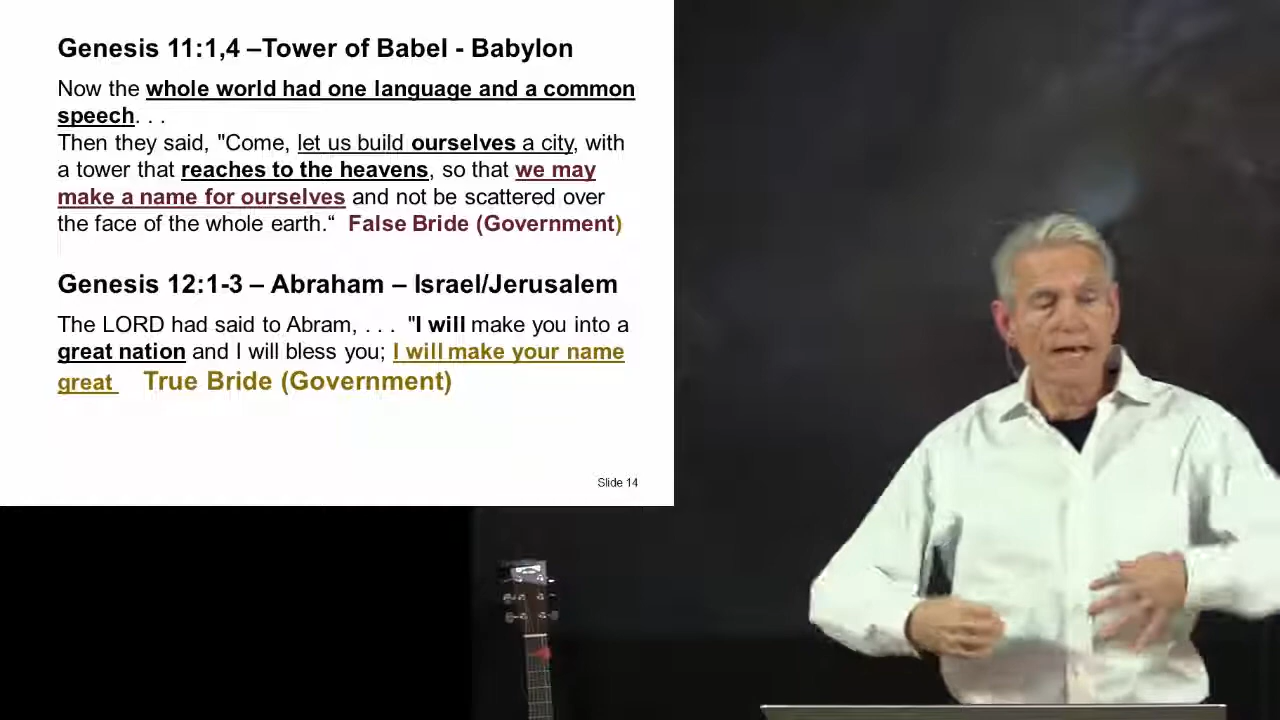 Genesis 11:1,4 –Tower of Babel - Babylon
Now the whole world had one language and a common
speech. . .
Then they said, "Come, let us build ourselves a city, with
a tower that reaches to the heavens, so that we may
make a name for ourselves and not be scattered over
the face of the whole earth.“ False Bride (Government)
Genesis 12:1-3 – Abraham – Israel/Jerusalem
The LORD had said to Abram, . . . "I will make you into a
great nation and I will bless you; I will make your name
great True Bride (Government)
Slide 14